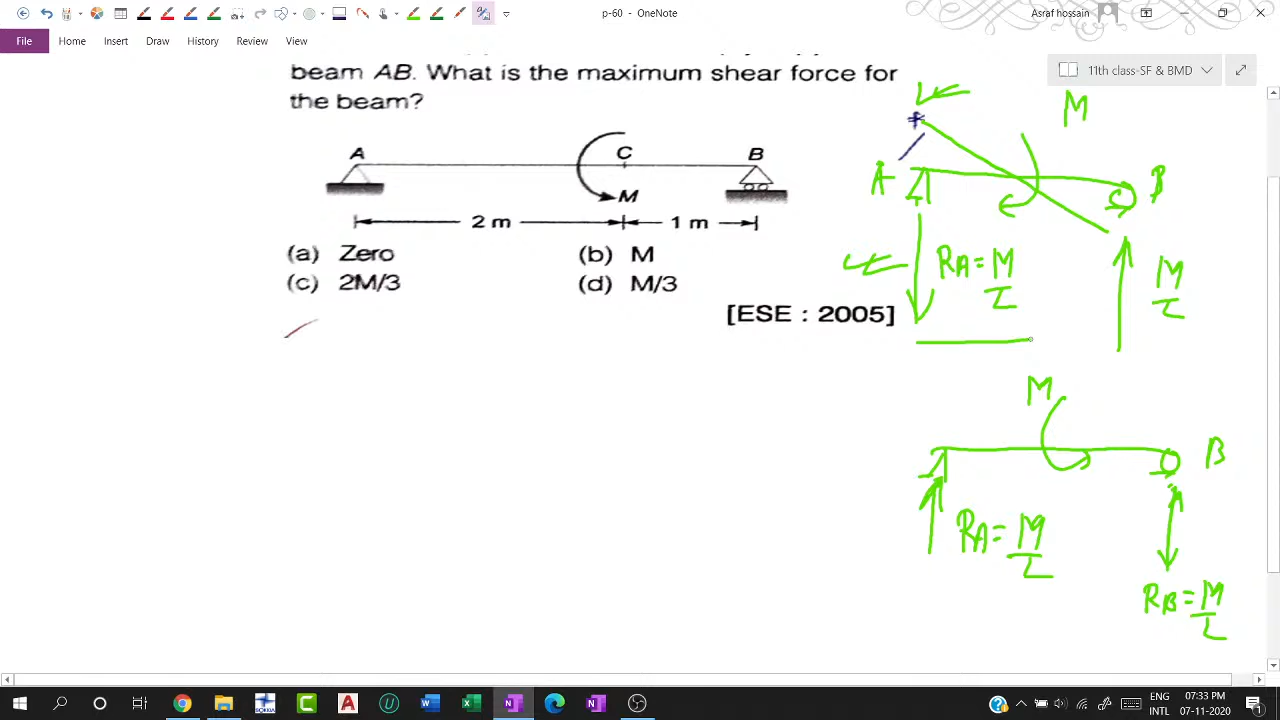 p-60 - OneNote
Asraf hossain
File Home Insert Draw History Review View
11th class-SF & BMD
beam AB. What is the maximum shear force for
the beam?
A C B
M
2 m 1 m
(a) Zero (b) M
(c) 2M/3 (d) M/3
[ESE : 2005]
M
A B
RA = M/L
M/L
M
B
RA = M/L
RB = M/L
ENG
INTL
07:33 PM
07-11-2020